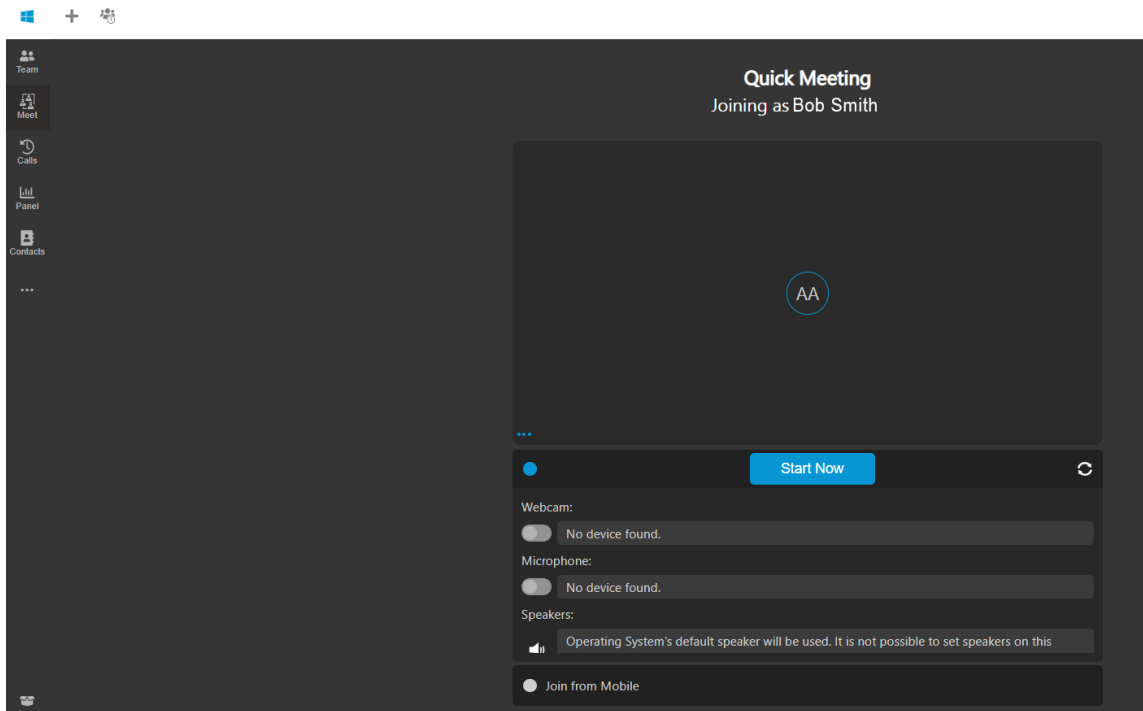 Team
Meet
Calls
Panel
Contacts
Quick Meeting
Joining as Bob Smith
AA
Start Now
Webcam:
No device found.
Microphone:
No device found.
Speakers:
Operating System's default speaker will be used. It is not possible to set speakers on this
Join from Mobile